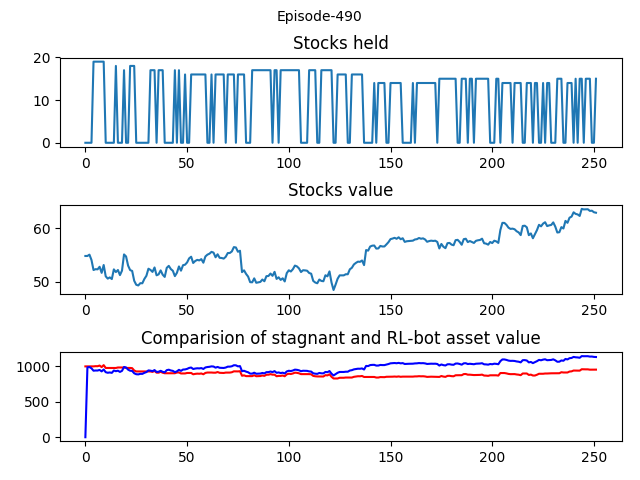 Episode-490
Stocks held
20
10
0
0 50 100 150 200 250
Stocks value
60
50
0 50 100 150 200 250
Comparision of stagnant and RL-bot asset value
1000
500
0
0 50 100 150 200 250